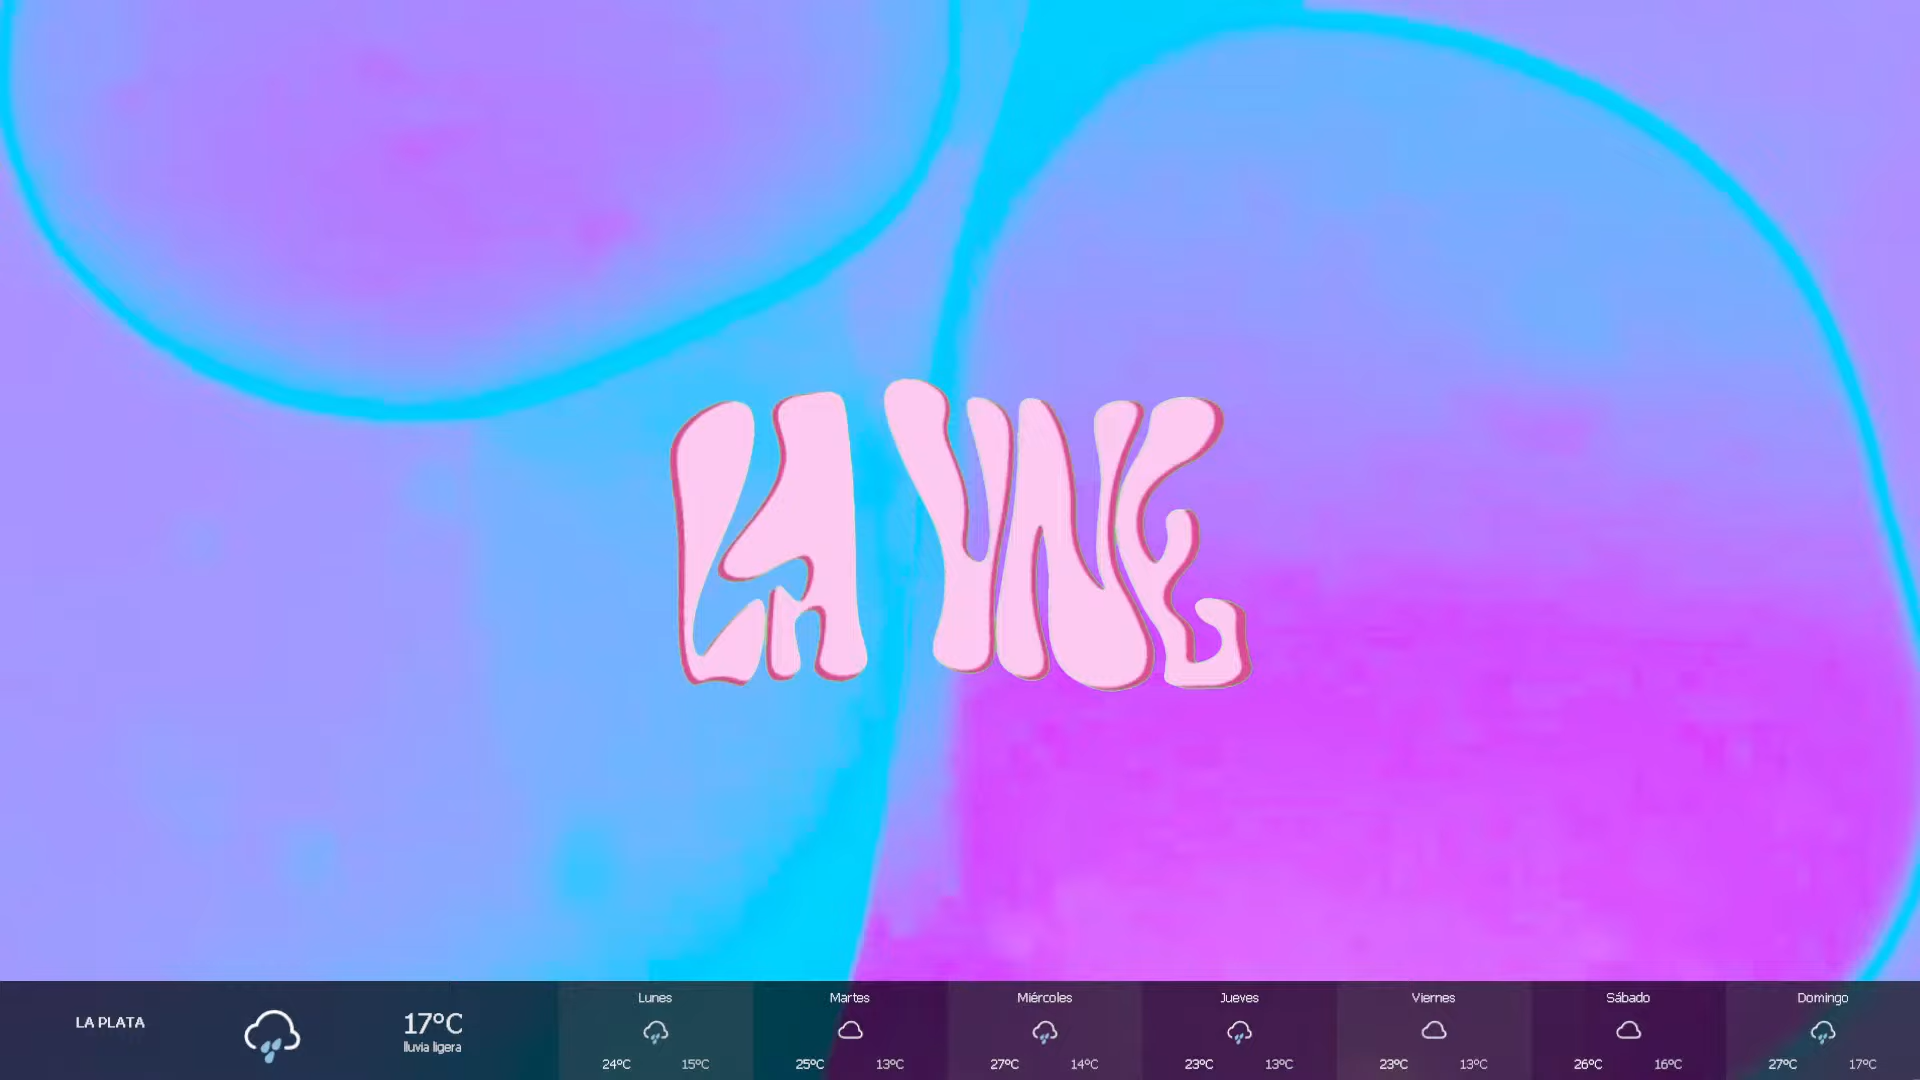 LA YNE
LA PLATA
17°C
lluvia ligera
Lunes
24°C 15°C
Martes
25°C 13°C
Miércoles
27°C 14°C
Jueves
23°C 13°C
Viernes
23°C 13°C
Sábado
26°C 16°C
Domingo
27°C 17°C